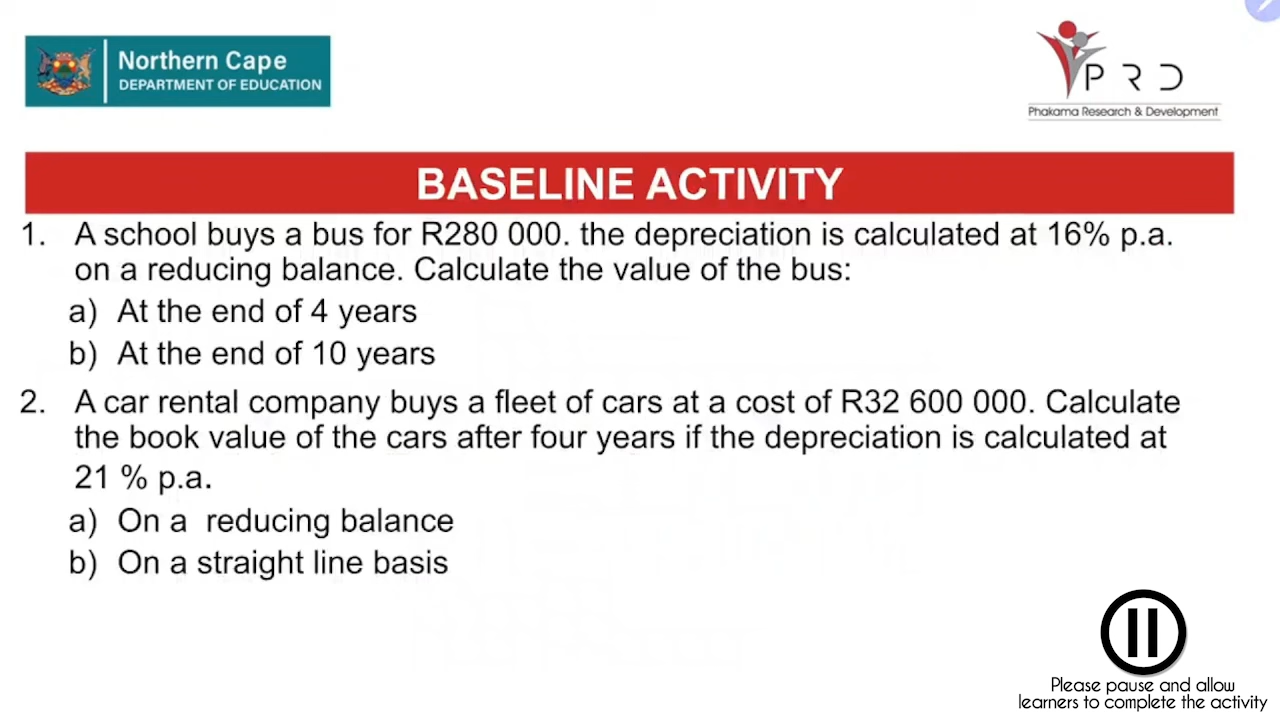 Northern Cape
DEPARTMENT OF EDUCATION
P R D
Phakama Research & Development
BASELINE ACTIVITY
1. A school buys a bus for R280 000. the depreciation is calculated at 16% p.a.
on a reducing balance. Calculate the value of the bus:
a) At the end of 4 years
b) At the end of 10 years
2. A car rental company buys a fleet of cars at a cost of R32 600 000. Calculate
the book value of the cars after four years if the depreciation is calculated at
21 % p.a.
a) On a reducing balance
b) On a straight line basis
Please pause and allow
learners to complete the activity